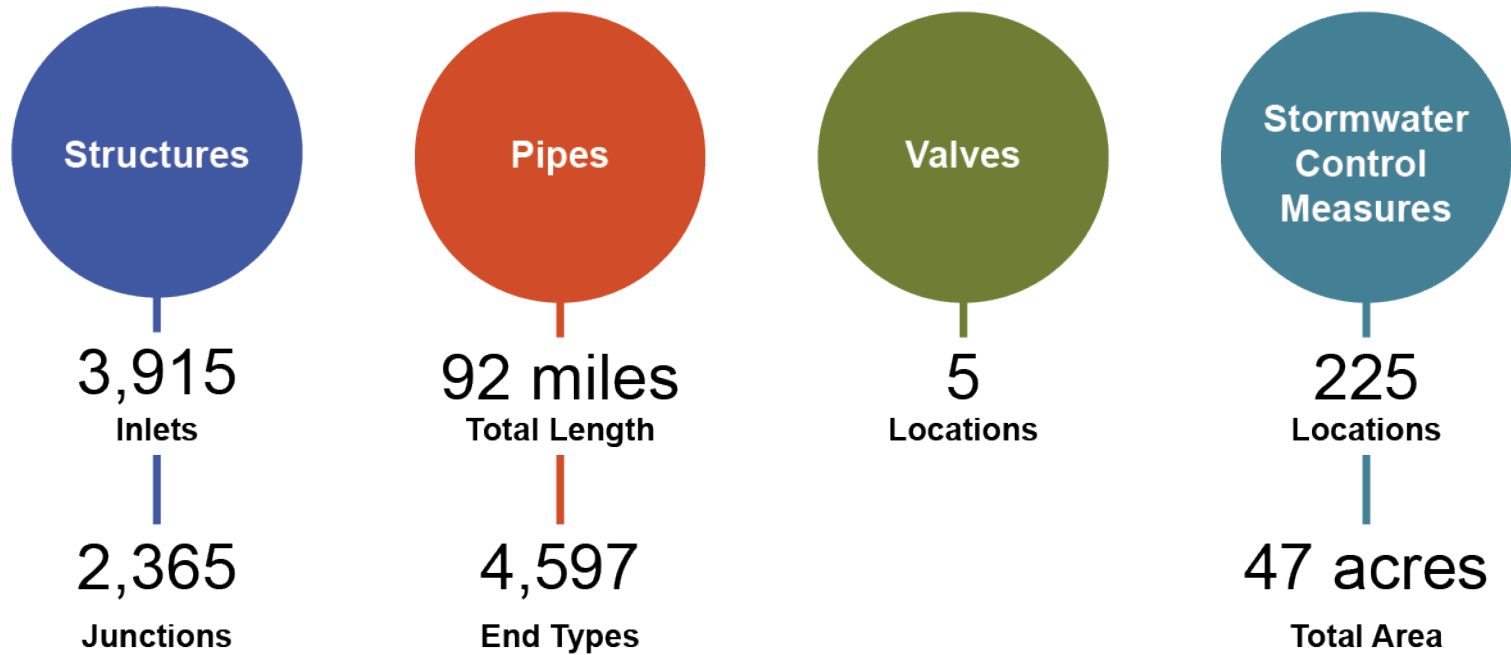 Structures
3,915
Inlets
2,365
Junctions
Pipes
92 miles
Total Length
4,597
End Types
Valves
5
Locations
Stormwater
Control
Measures
225
Locations
47 acres
Total Area